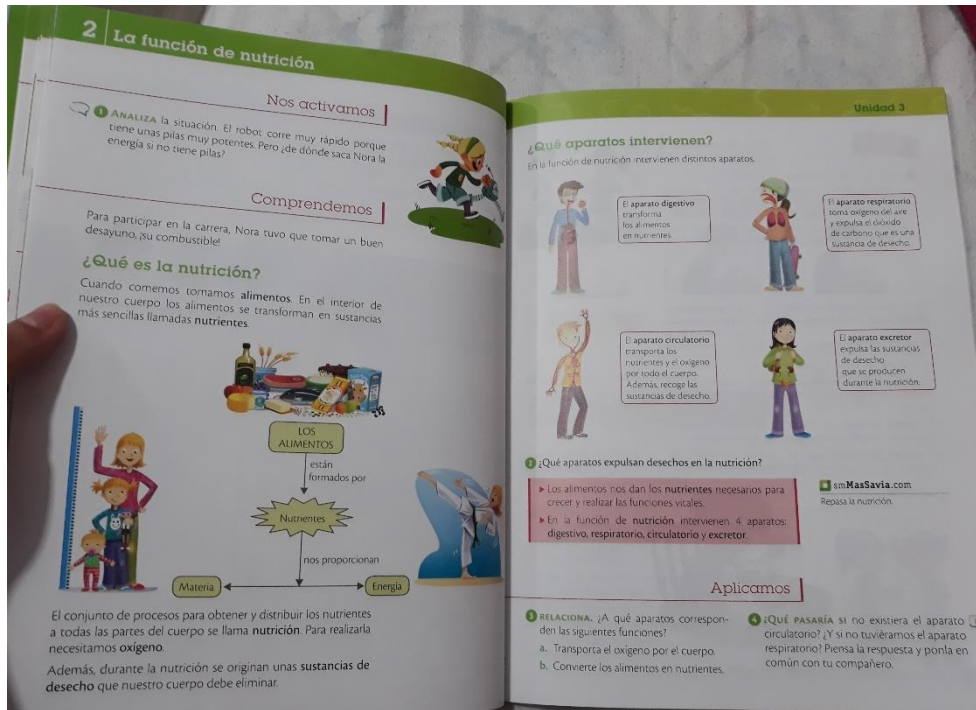 2 La función de nutrición
Nos activamos
1 ANALIZA la situación. El robot corre muy rápido porque
tiene unas pilas muy potentes. Pero ¿de dónde saca Nora la
energía si no tiene pilas?
Comprendemos
Para participar en la carrera, Nora tuvo que tomar un buen
desayuno, ¡su combustible!
¿Qué es la nutrición?
Cuando comemos tomamos alimentos. En el interior de
nuestro cuerpo los alimentos se transforman en sustancias
más sencillas llamadas nutrientes.
LOS
ALIMENTOS
están
formados por
Nutrientes
nos proporcionan
Materia
Energía
El conjunto de procesos para obtener y distribuir los nutrientes
a todas las partes del cuerpo se llama nutrición. Para realizarla
necesitamos oxígeno.
Además, durante la nutrición se originan unas sustancias de
desecho que nuestro cuerpo debe eliminar.
Unidad 3
¿Qué aparatos intervienen?
En la función de nutrición intervienen distintos aparatos.
El aparato digestivo
transforma
los alimentos
en nutrientes.
El aparato respiratorio
toma oxígeno del aire
y expulsa el dióxido
de carbono que es una
sustancia de desecho.
El aparato circulatorio
transporta los
nutrientes y el oxígeno
por todo el cuerpo.
Además, recoge las
sustancias de desecho.
El aparato excretor
expulsa las sustancias
de desecho
que se producen
durante la nutrición.
2 ¿Qué aparatos expulsan desechos en la nutrición?
Los alimentos nos dan los nutrientes necesarios para
crecer y realizar las funciones vitales.
En la función de nutrición intervienen 4 aparatos:
digestivo, respiratorio, circulatorio y excretor.
smMasSavia.com
Repasa la nutrición.
Aplicamos
3 RELACIONA. ¿A qué aparatos correspon-
den las siguientes funciones?
a. Transporta el oxígeno por el cuerpo.
b. Convierte los alimentos en nutrientes.
4 ¿QUÉ PASARÍA SI no existiera el aparato
circulatorio? ¿Y si no tuviéramos el aparato
respiratorio? Piensa la respuesta y ponla en
común con tu compañero.